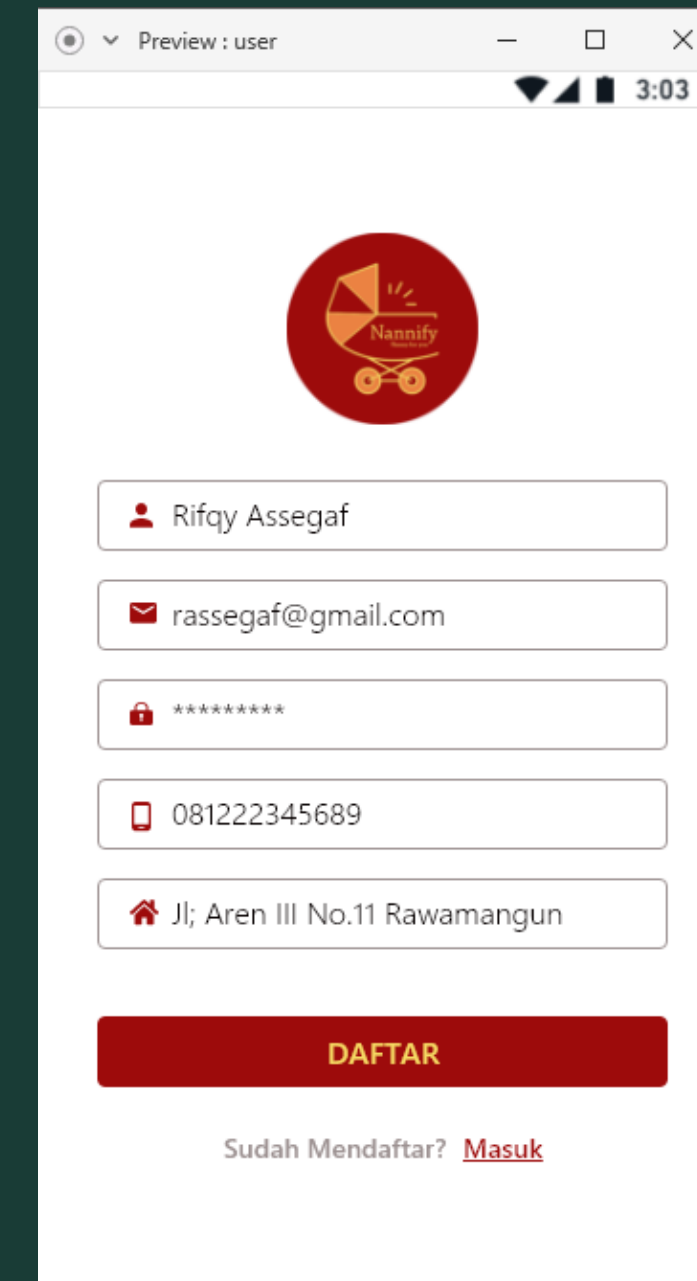 Preview : user
3:03
Nannify
Rifqy Assegaf
rassegaf@gmail.com
*********
081222345689
Jl; Aren III No.11 Rawamangun
DAFTAR
Sudah Mendaftar? Masuk